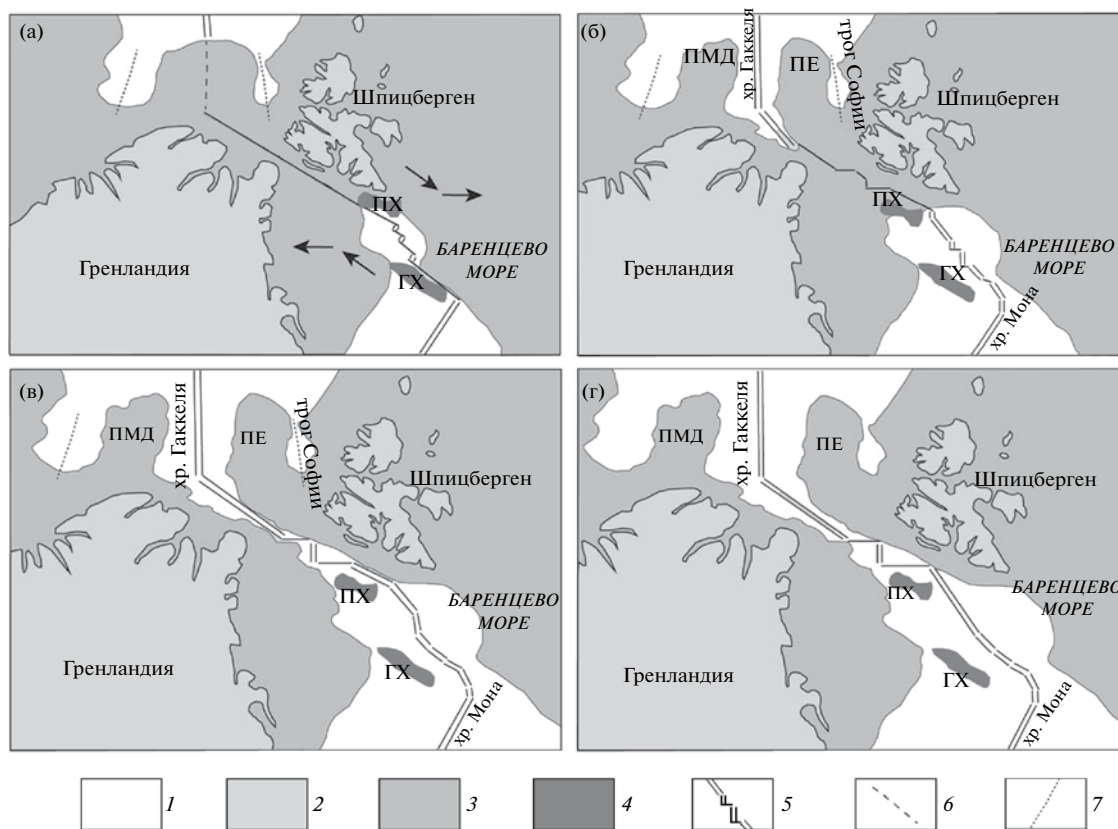 (а)
Шпицберген
ПХ
БАРЕНЦЕВО
МОРЕ
Гренландия
ГХ
(б)
ПМД
хр. Гаккеля
ПЕ
трог Софии
Шпицберген
ПХ
БАРЕНЦЕВО
МОРЕ
Гренландия
ГХ
хр. Мона
(в)
ПМД
хр. Гаккеля
ПЕ
трог Софии
Шпицберген
ПХ
БАРЕНЦЕВО
МОРЕ
Гренландия
ГХ
хр. Мона
(г)
ПМД
хр. Гаккеля
ПЕ
Шпицберген
ПХ
БАРЕНЦЕВО
МОРЕ
Гренландия
ГХ
хр. Мона
1 2 3 4 5 6 7